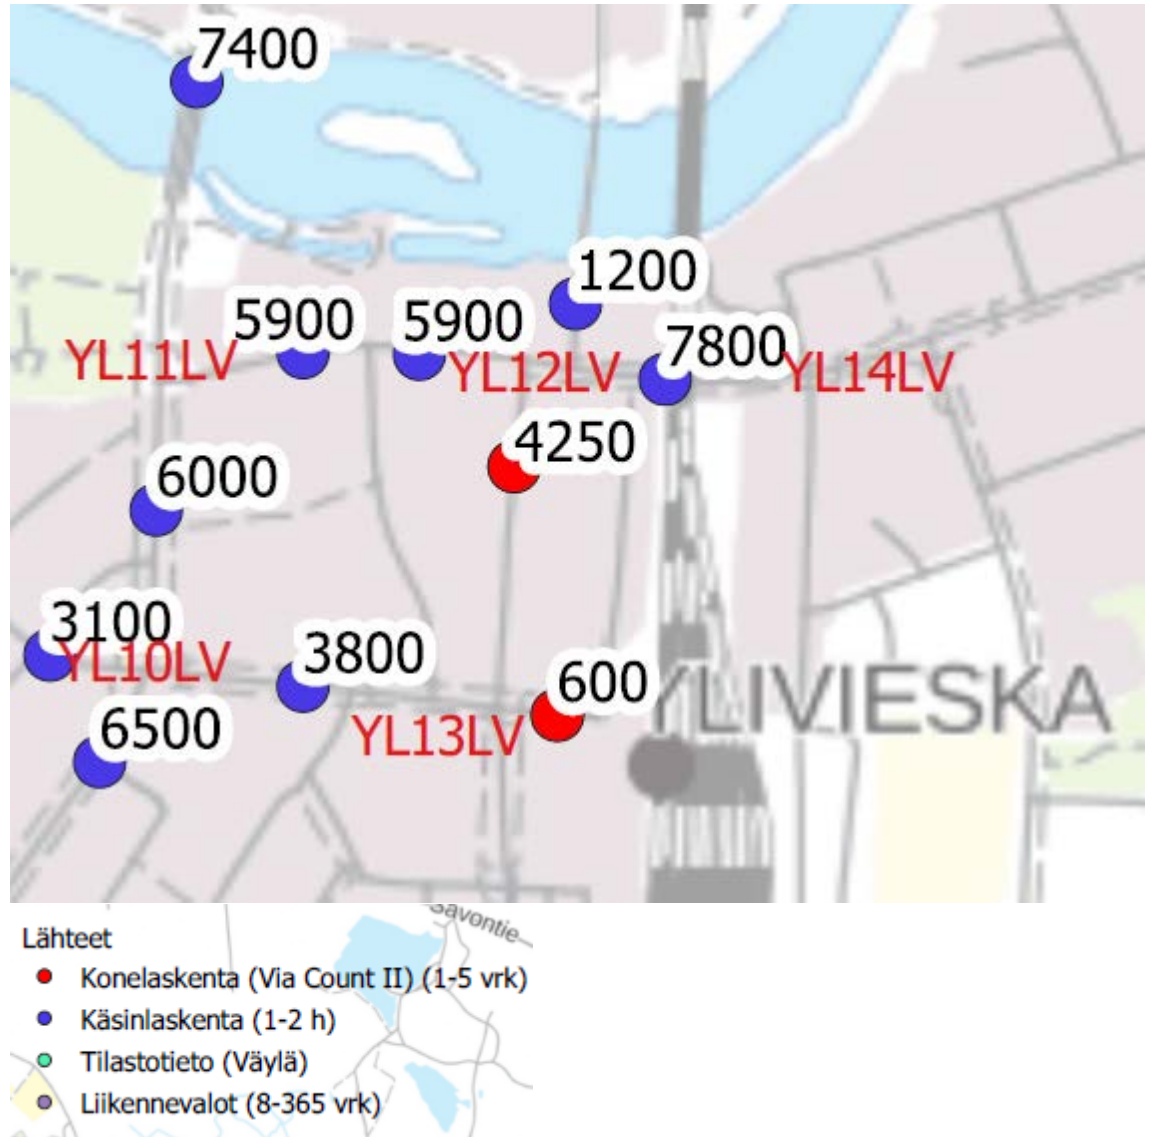 7400
1200
5900
5900
7800
YL11LV
YL12LV
YL14LV
4250
6000
3100
YL10LV
3800
600
YLIVIESKA
6500
YL13LV
Savontie
Lähteet
Konelaskenta (Via Count II) (1-5 vrk)
Käsinlaskenta (1-2 h)
Tilastotieto (Väylä)
Liikennevalot (8-365 vrk)